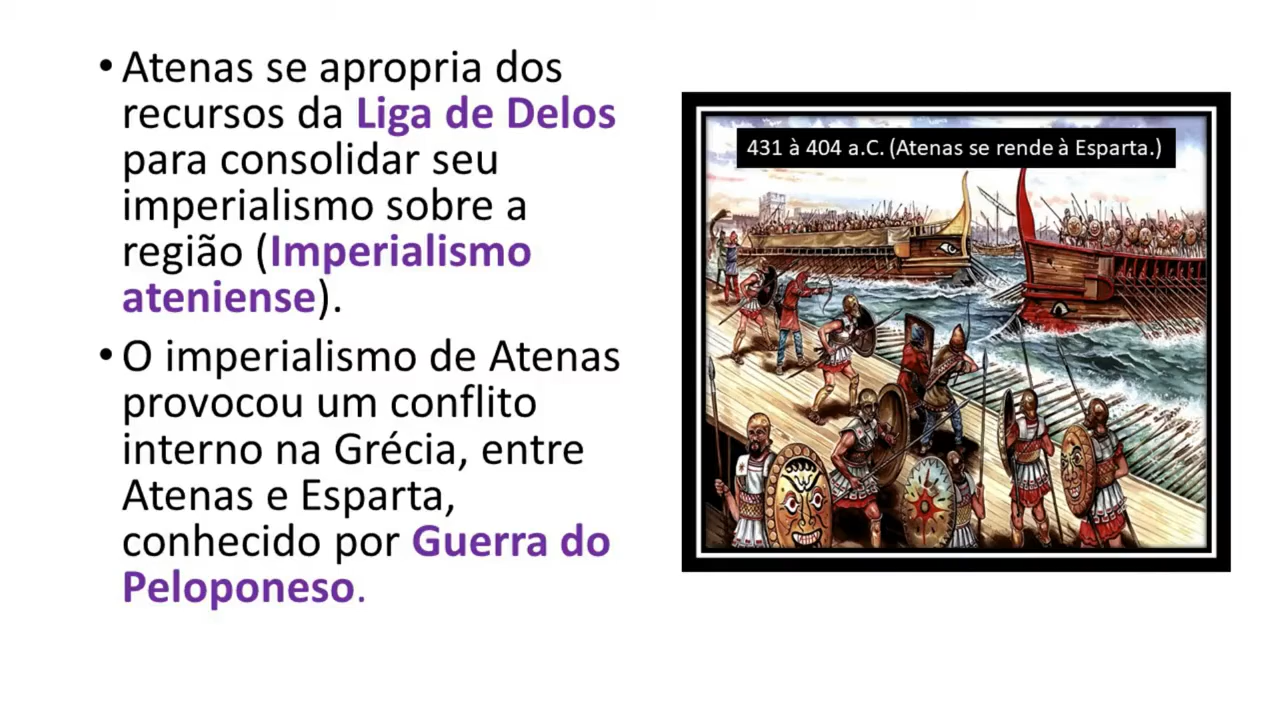 • Atenas se apropria dos
recursos da Liga de Delos
para consolidar seu
imperialismo sobre a
região (Imperialismo
ateniense).
• O imperialismo de Atenas
provocou um conflito
interno na Grécia, entre
Atenas e Esparta,
conhecido por Guerra do
Peloponeso.
431 à 404 a.C. (Atenas se rende à Esparta.)